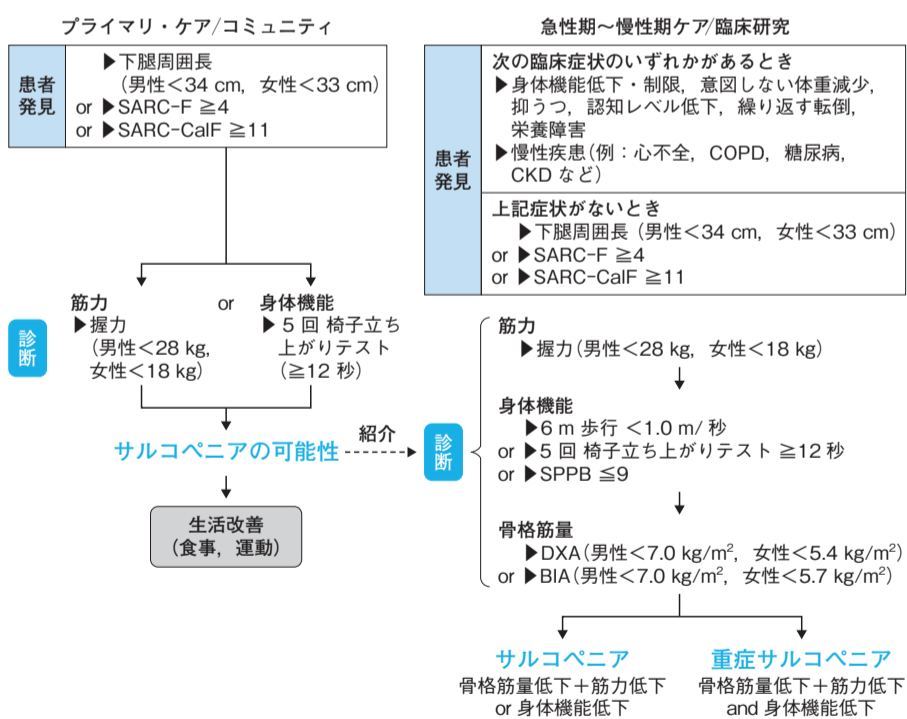 プライマリ・ケア/コミュニティ
患者
発見
▶下腿周囲長
(男性<34 cm, 女性<33 cm)
or ▶SARC-F ≧4
or ▶SARC-CalF ≧11
診断
筋力
▶握力
(男性<28 kg,
女性<18 kg)
or
身体機能
▶5回 椅子立ち
上がりテスト
(≧12 秒)
サルコペニアの可能性
紹介
生活改善
(食事, 運動)
急性期~慢性期ケア/臨床研究
患者
発見
次の臨床症状のいずれかがあるとき
▶身体機能低下・制限, 意図しない体重減少,
抑うつ, 認知レベル低下, 繰り返す転倒,
栄養障害
▶慢性疾患(例:心不全, COPD, 糖尿病,
CKD など)
上記症状がないとき
▶下腿周囲長 (男性<34 cm, 女性<33 cm)
or ▶SARC-F ≧4
or ▶SARC-CalF ≧11
診断
筋力
▶握力(男性<28 kg, 女性<18 kg)
身体機能
▶6 m 歩行 <1.0 m/ 秒
or ▶5回 椅子立ち上がりテスト ≧12 秒
or ▶SPPB ≦9
骨格筋量
▶DXA(男性<7.0 kg/m², 女性<5.4 kg/m²)
or ▶BIA(男性<7.0 kg/m², 女性<5.7 kg/m²)
サルコペニア
骨格筋量低下+筋力低下
or 身体機能低下
重症サルコペニア
骨格筋量低下+筋力低下
and 身体機能低下